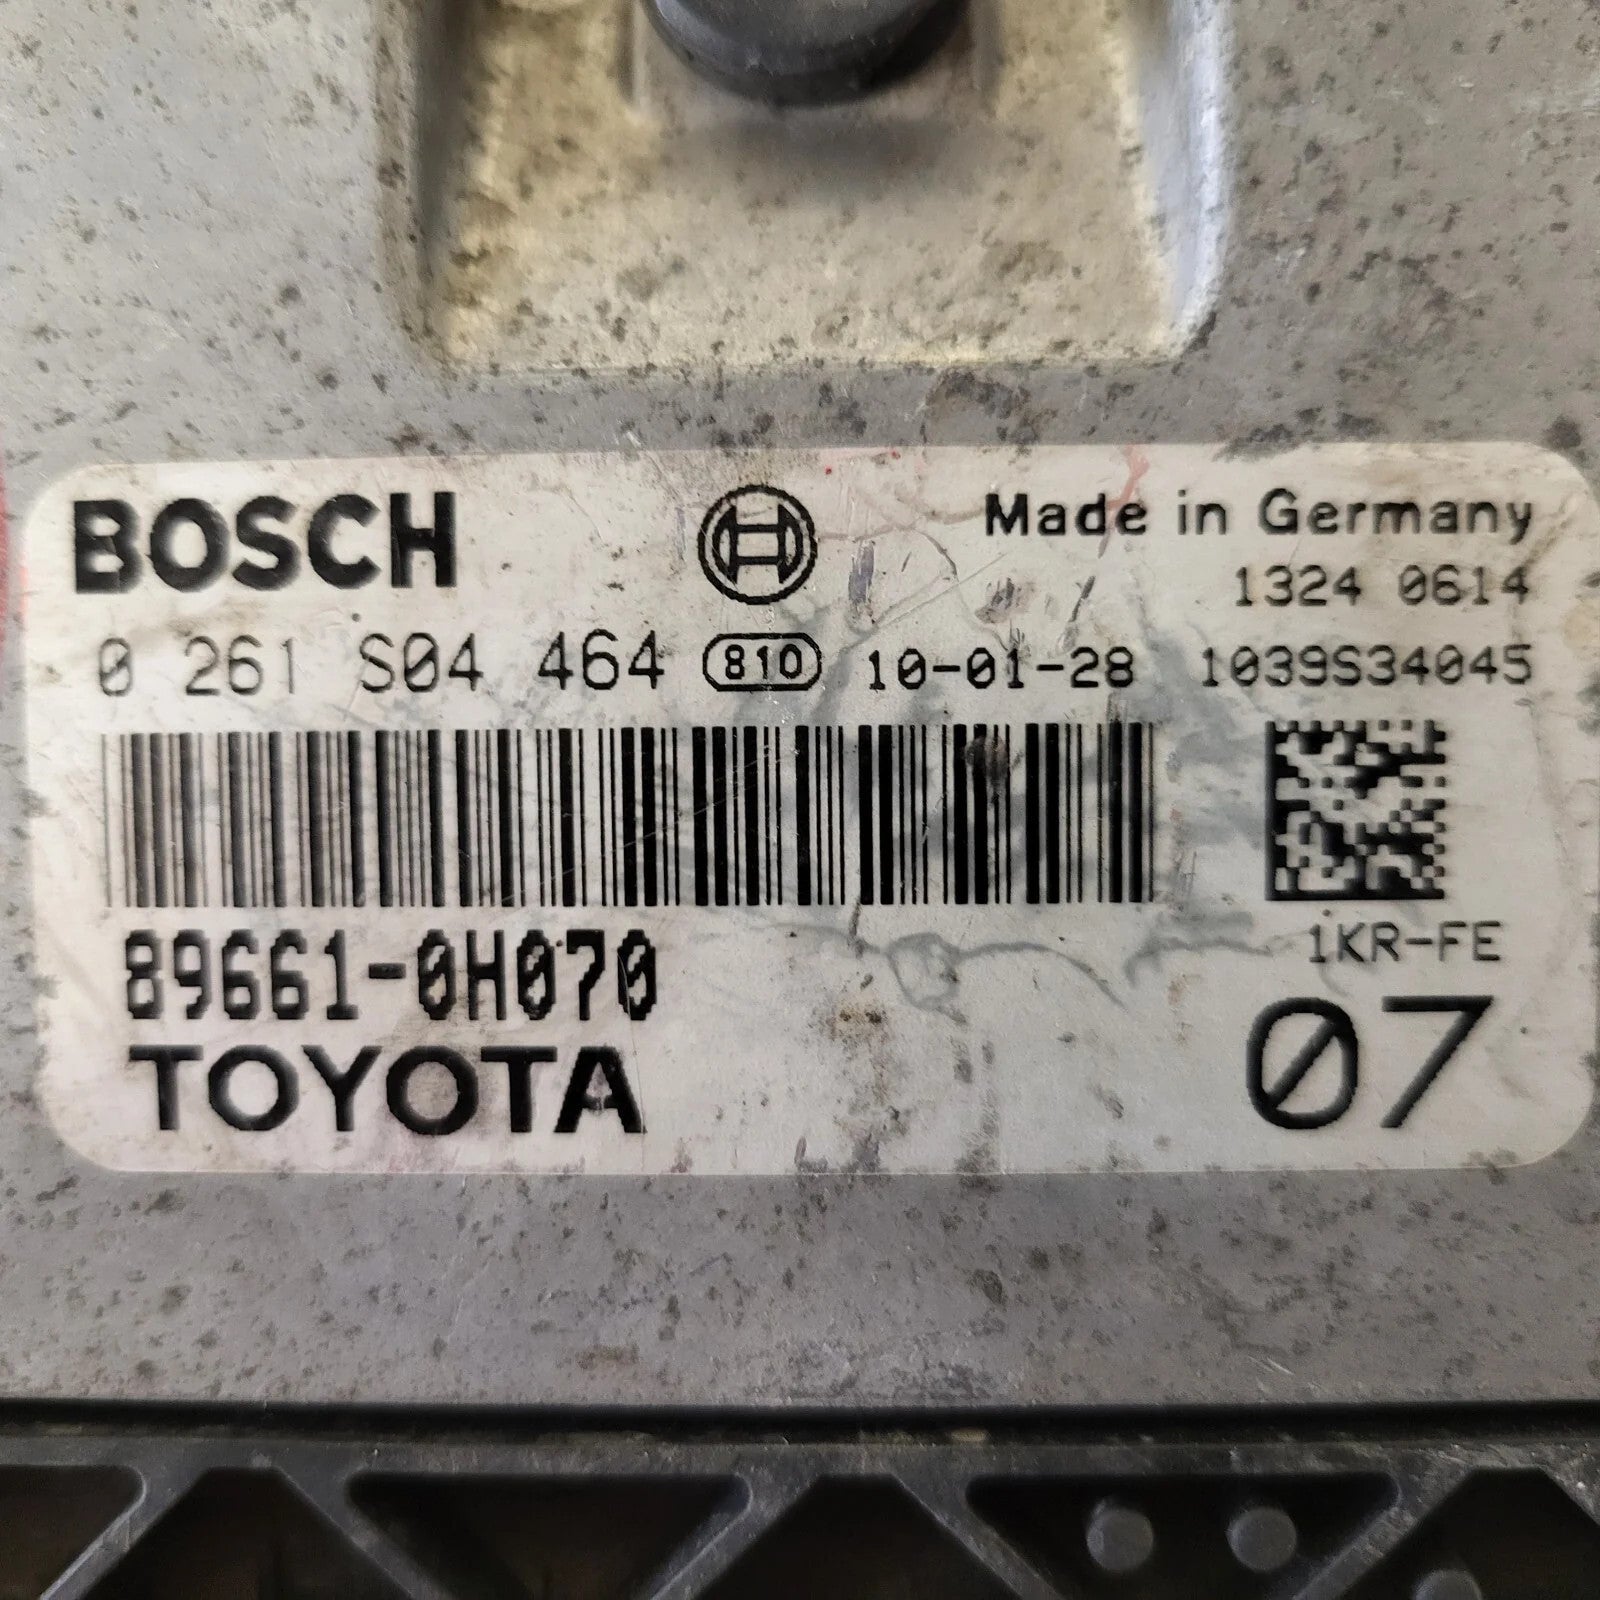 BOSCH Made in Germany
1324 0614
0 261 S04 464 810 10-01-28 1039S34045
89661-0H070 1KR-FE
TOYOTA 07